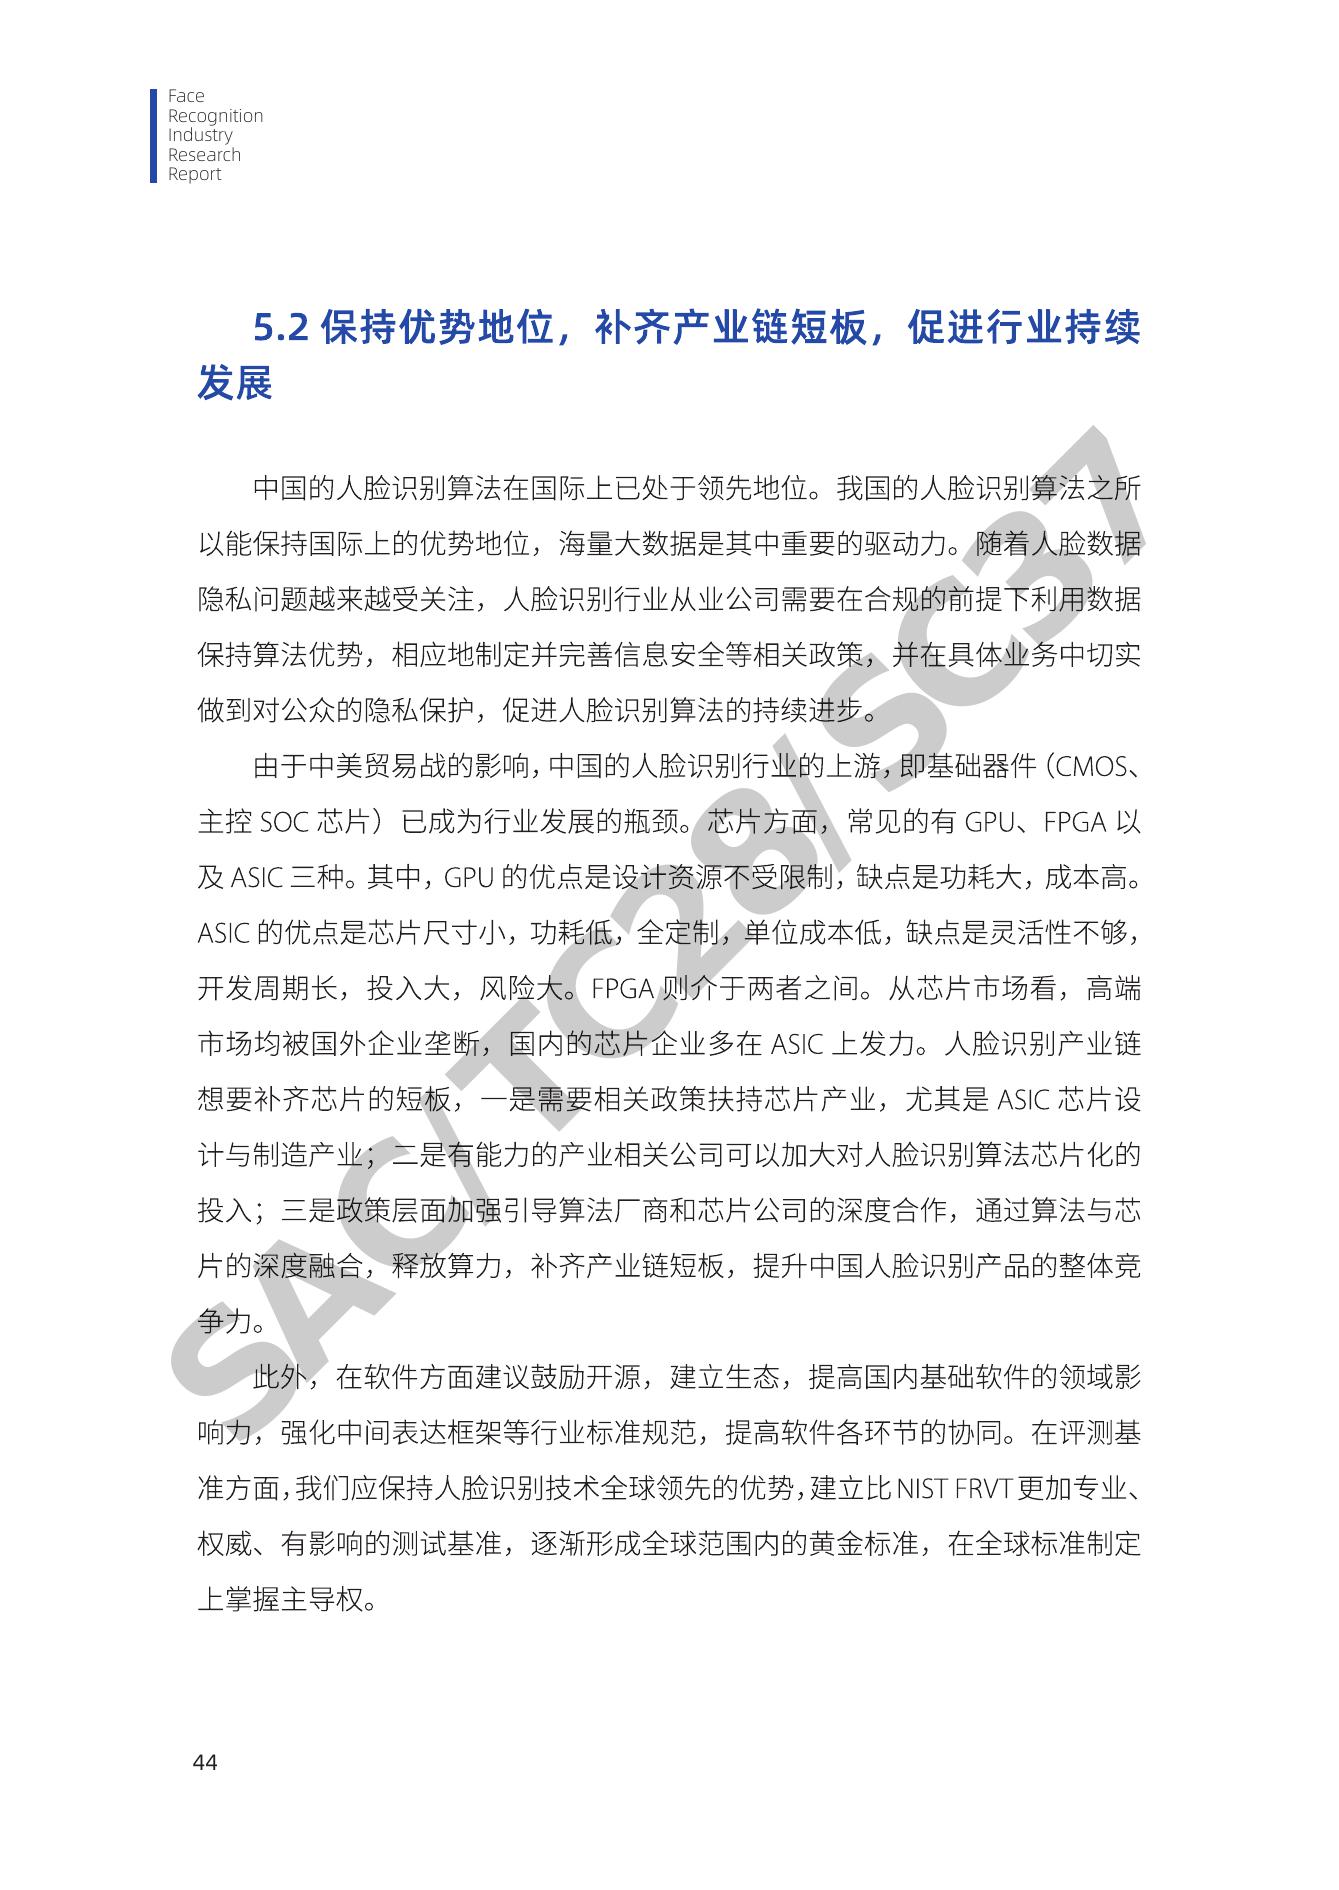 Face
Recognition
Industry
Research
Report
5.2 保持优势地位，补齐产业链短板，促进行业持续
发展
中国的人脸识别算法在国际上已处于领先地位。我国的人脸识别算法之所
以能保持国际上的优势地位，海量大数据是其中重要的驱动力。随着人脸数据
隐私问题越来越受关注，人脸识别行业从业公司需要在合规的前提下利用数据
保持算法优势，相应地制定并完善信息安全等相关政策，并在具体业务中切实
做到对公众的隐私保护，促进人脸识别算法的持续进步。
由于中美贸易战的影响，中国的人脸识别行业的上游，即基础器件（CMOS、
主控 SOC 芯片）已成为行业发展的瓶颈。芯片方面，常见的有 GPU、FPGA 以
及 ASIC 三种。其中，GPU 的优点是设计资源不受限制，缺点是功耗大，成本高。
ASIC 的优点是芯片尺寸小，功耗低，全定制，单位成本低，缺点是灵活性不够，
开发周期长，投入大，风险大。FPGA 则介于两者之间。从芯片市场看，高端
市场均被国外企业垄断，国内的芯片企业多在 ASIC 上发力。人脸识别产业链
想要补齐芯片的短板，一是需要相关政策扶持芯片产业，尤其是 ASIC 芯片设
计与制造产业；二是有能力的产业相关公司可以加大对人脸识别算法芯片化的
投入；三是政策层面加强引导算法厂商和芯片公司的深度合作，通过算法与芯
片的深度融合，释放算力，补齐产业链短板，提升中国人脸识别产品的整体竞
争力。
此外，在软件方面建议鼓励开源，建立生态，提高国内基础软件的领域影
响力，强化中间表达框架等行业标准规范，提高软件各环节的协同。在评测基
准方面，我们应保持人脸识别技术全球领先的优势，建立比 NIST FRVT 更加专业、
权威、有影响的测试基准，逐渐形成全球范围内的黄金标准，在全球标准制定
上掌握主导权。
SAC/TC28/SC37
44